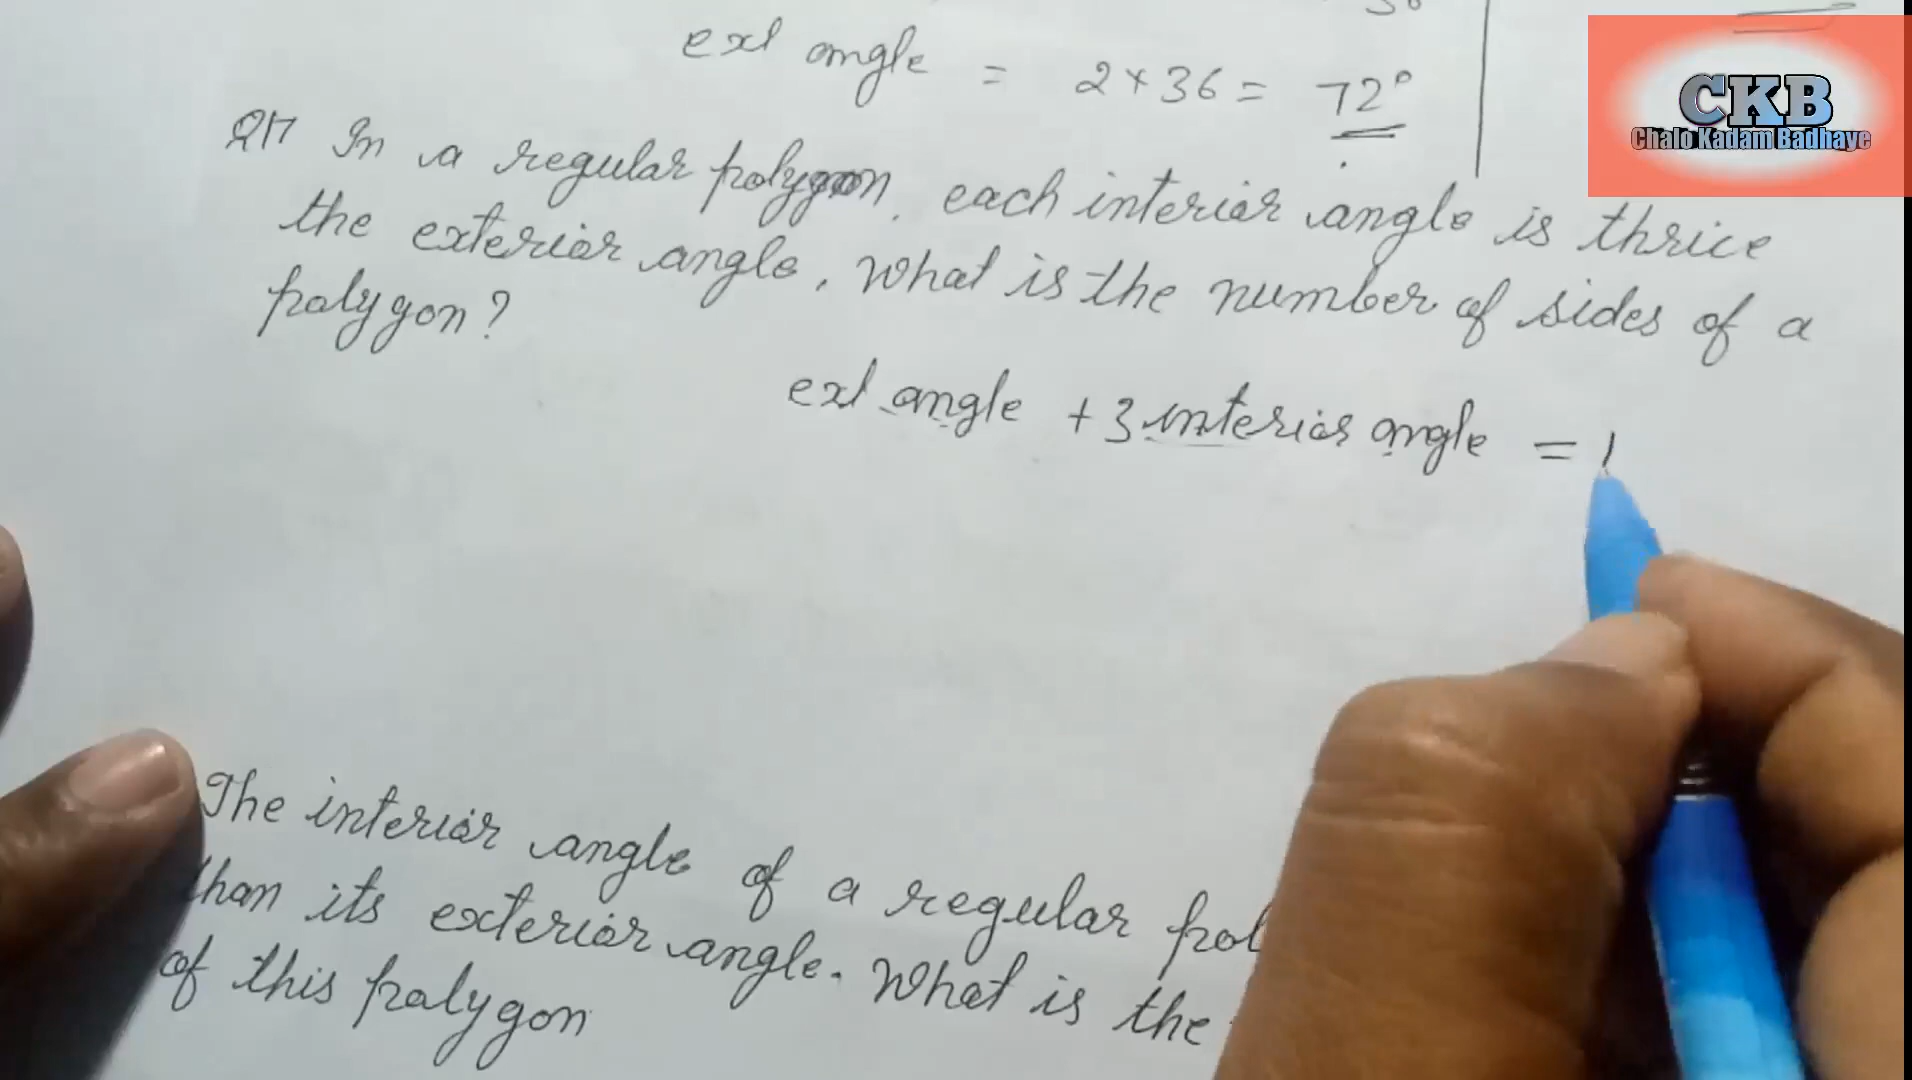 ext angle = 2 × 36 = 72°
Q17 In a regular polygon, each interior angle is thrice
the exterior angle. What is the number of sides of a
polygon?
ext angle + 3 interior angle = 1
The interior angle of a regular pol
than its exterior angle. What is the
of this polygon
CKB
Chalo Kadam Badhaye